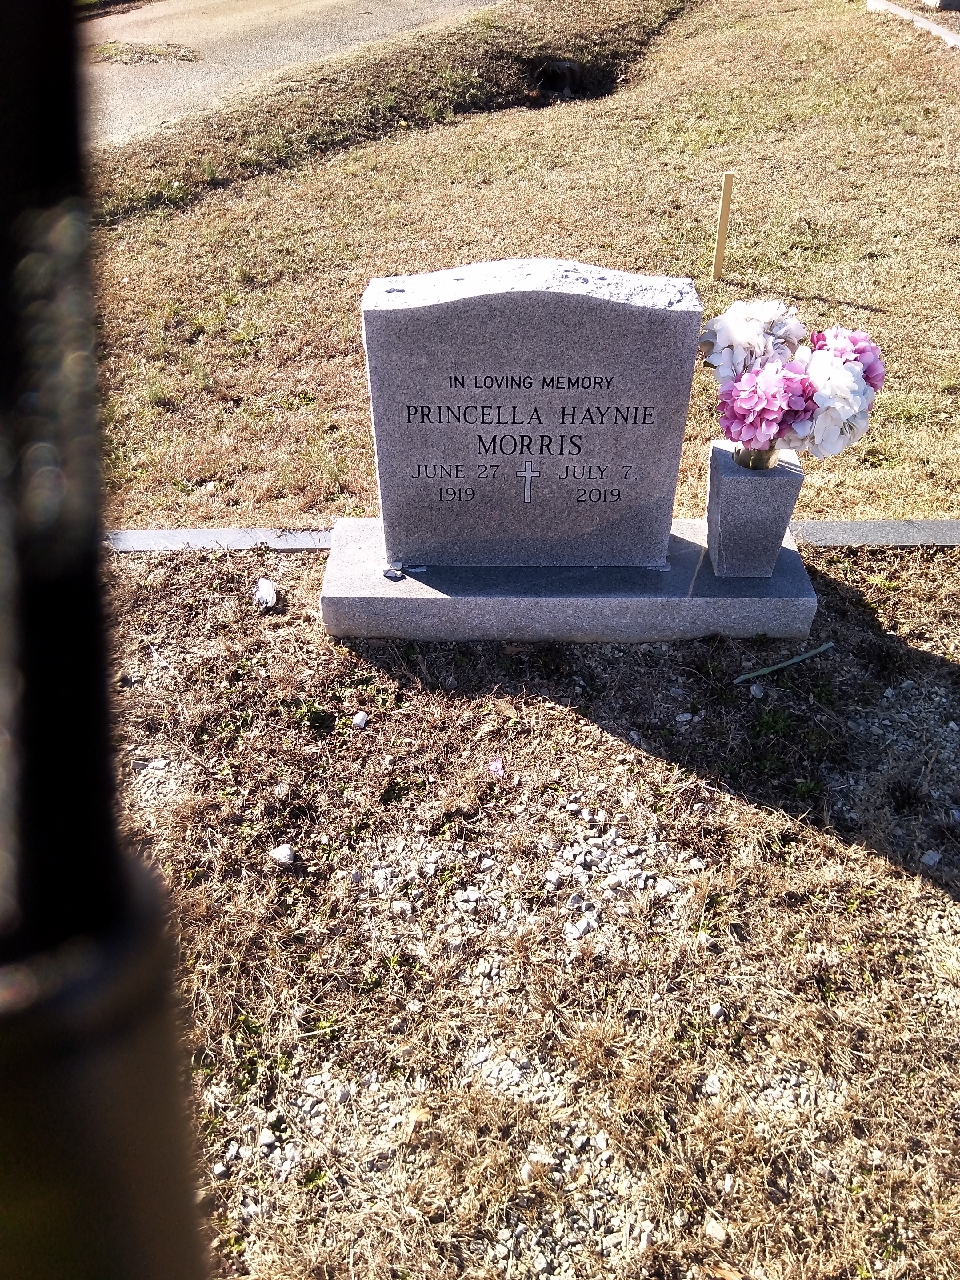 IN LOVING MEMORY
PRINCELLA HAYNIE
MORRIS
JUNE 27 JULY 7
1919 2019